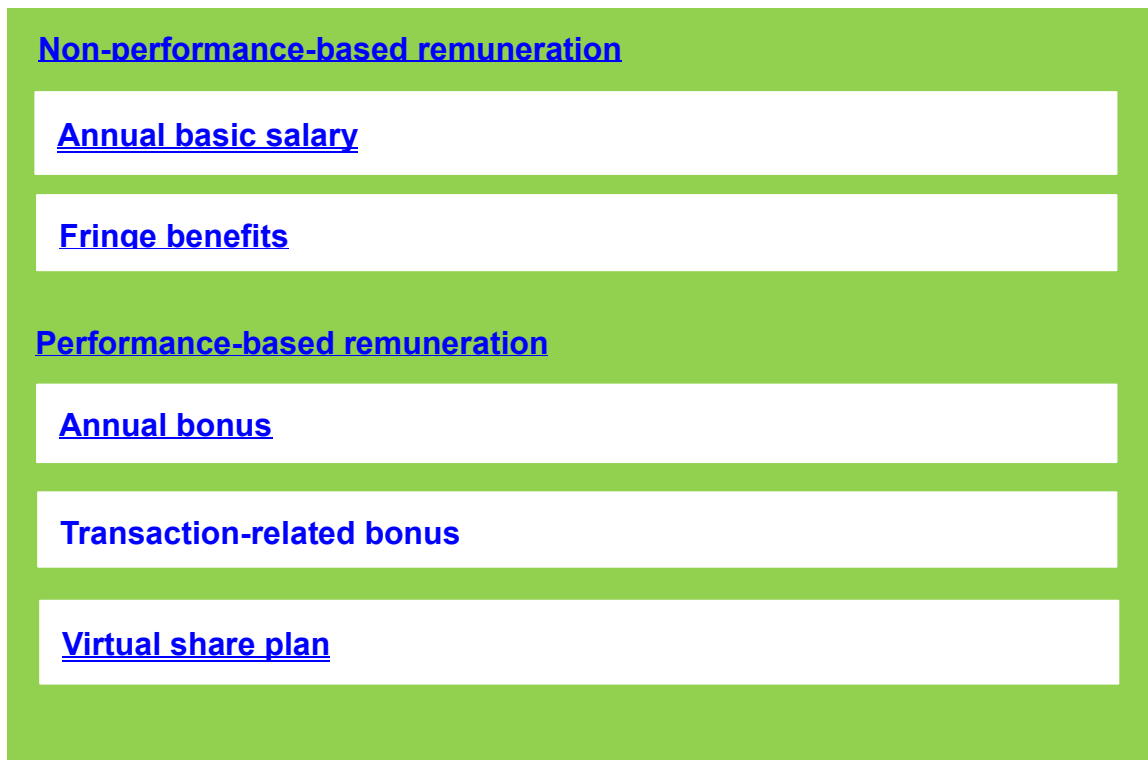 Non-performance-based remuneration
Annual basic salary
Fringe benefits
Performance-based remuneration
Annual bonus
Transaction-related bonus
Virtual share plan